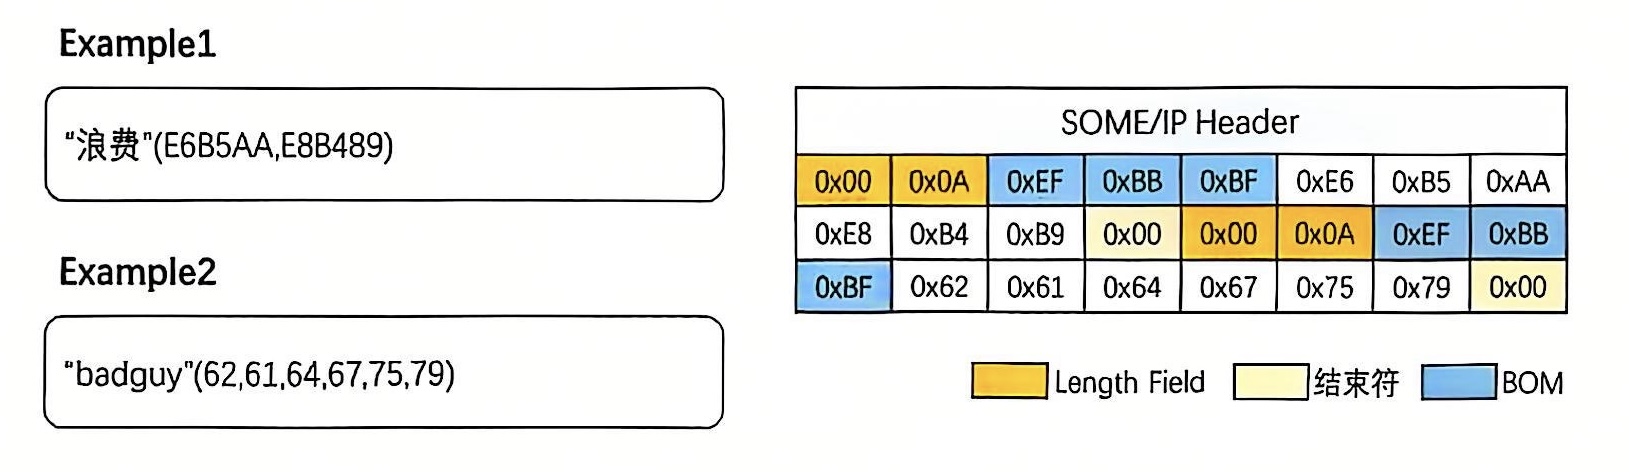 Example1
"浪费"(E6B5AA,E8B489)
Example2
"badguy"(62,61,64,67,75,79)
SOME/IP Header
0x00 0x0A 0xEF 0xBB 0xBF 0xE6 0xB5 0xAA
0xE8 0xB4 0xB9 0x00 0x00 0x0A 0xEF 0xBB
0xBF 0x62 0x61 0x64 0x67 0x75 0x79 0x00
Length Field 结束符 BOM